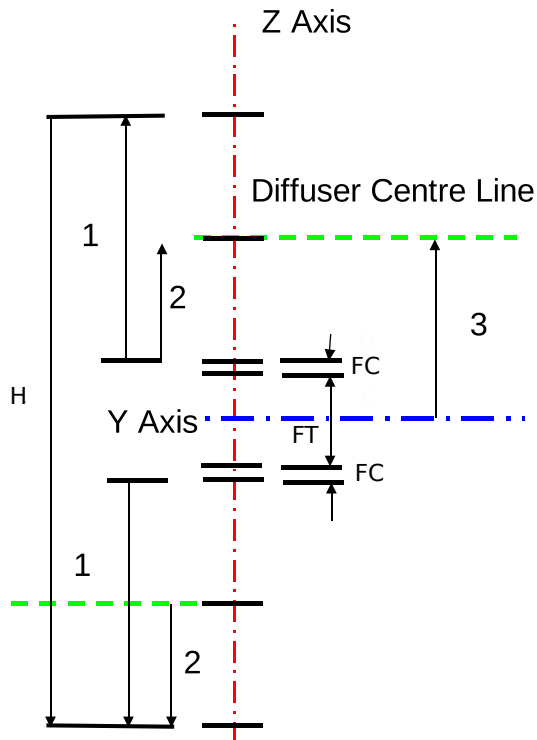 Z Axis
Diffuser Centre Line
1
2
3
FC
H
Y Axis
FT
FC
1
2